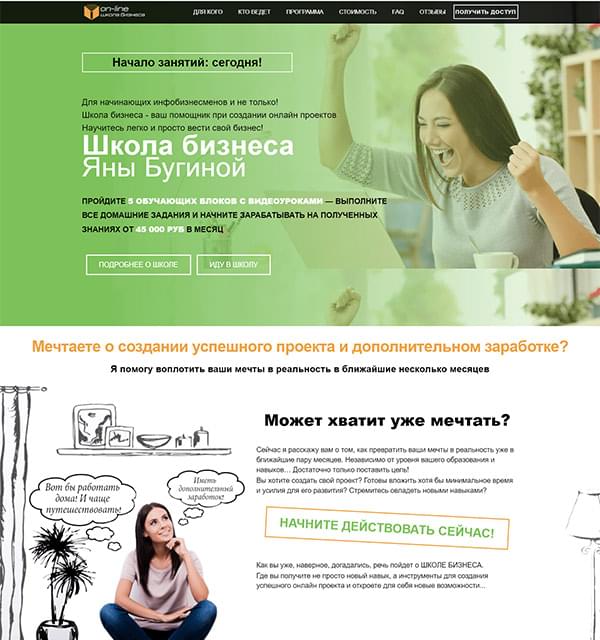 on-line
школа бизнеса
ДЛЯ КОГО КТО ВЕДЕТ ПРОГРАММА СТОИМОСТЬ FAQ ОТЗЫВЫ ПОЛУЧИТЬ ДОСТУП
Начало занятий: сегодня!
Для начинающих инфобизнесменов и не только!
Школа бизнеса - ваш помощник при создании онлайн проектов
Научитесь легко и просто вести свой бизнес!
Школа бизнеса
Яны Бугиной
ПРОЙДИТЕ 5 ОБУЧАЮЩИХ БЛОКОВ С ВИДЕОУРОКАМИ — ВЫПОЛНИТЕ
ВСЕ ДОМАШНИЕ ЗАДАНИЯ И НАЧНИТЕ ЗАРАБАТЫВАТЬ НА ПОЛУЧЕННЫХ
ЗНАНИЯХ ОТ 45 000 РУБ В МЕСЯЦ
ПОДРОБНЕЕ О ШКОЛЕ ИДУ В ШКОЛУ
Мечтаете о создании успешного проекта и дополнительном заработке?
Я помогу воплотить ваши мечты в реальность в ближайшие несколько месяцев
Может хватит уже мечтать?
Сейчас я расскажу вам о том, как превратить ваши мечты в реальность уже в
ближайшие пару месяцев. Независимо от уровня вашего образования и
навыков... Достаточно только поставить цель!
Вы хотите создать свой проект? Готовы вложить хотя бы минимальное время
и усилия для его развития? Стремитесь овладеть новыми навыками?
Вот бы работать
дома! И чаще
путешествовать!
Иметь
дополнительный
заработок!
НАЧНИТЕ ДЕЙСТВОВАТЬ СЕЙЧАС!
Как вы уже, наверное, догадались, речь пойдет о ШКОЛЕ БИЗНЕСА.
Где вы получите не просто новый навык, а инструменты для создания
успешного онлайн проекта и откроете для себя новые возможности...